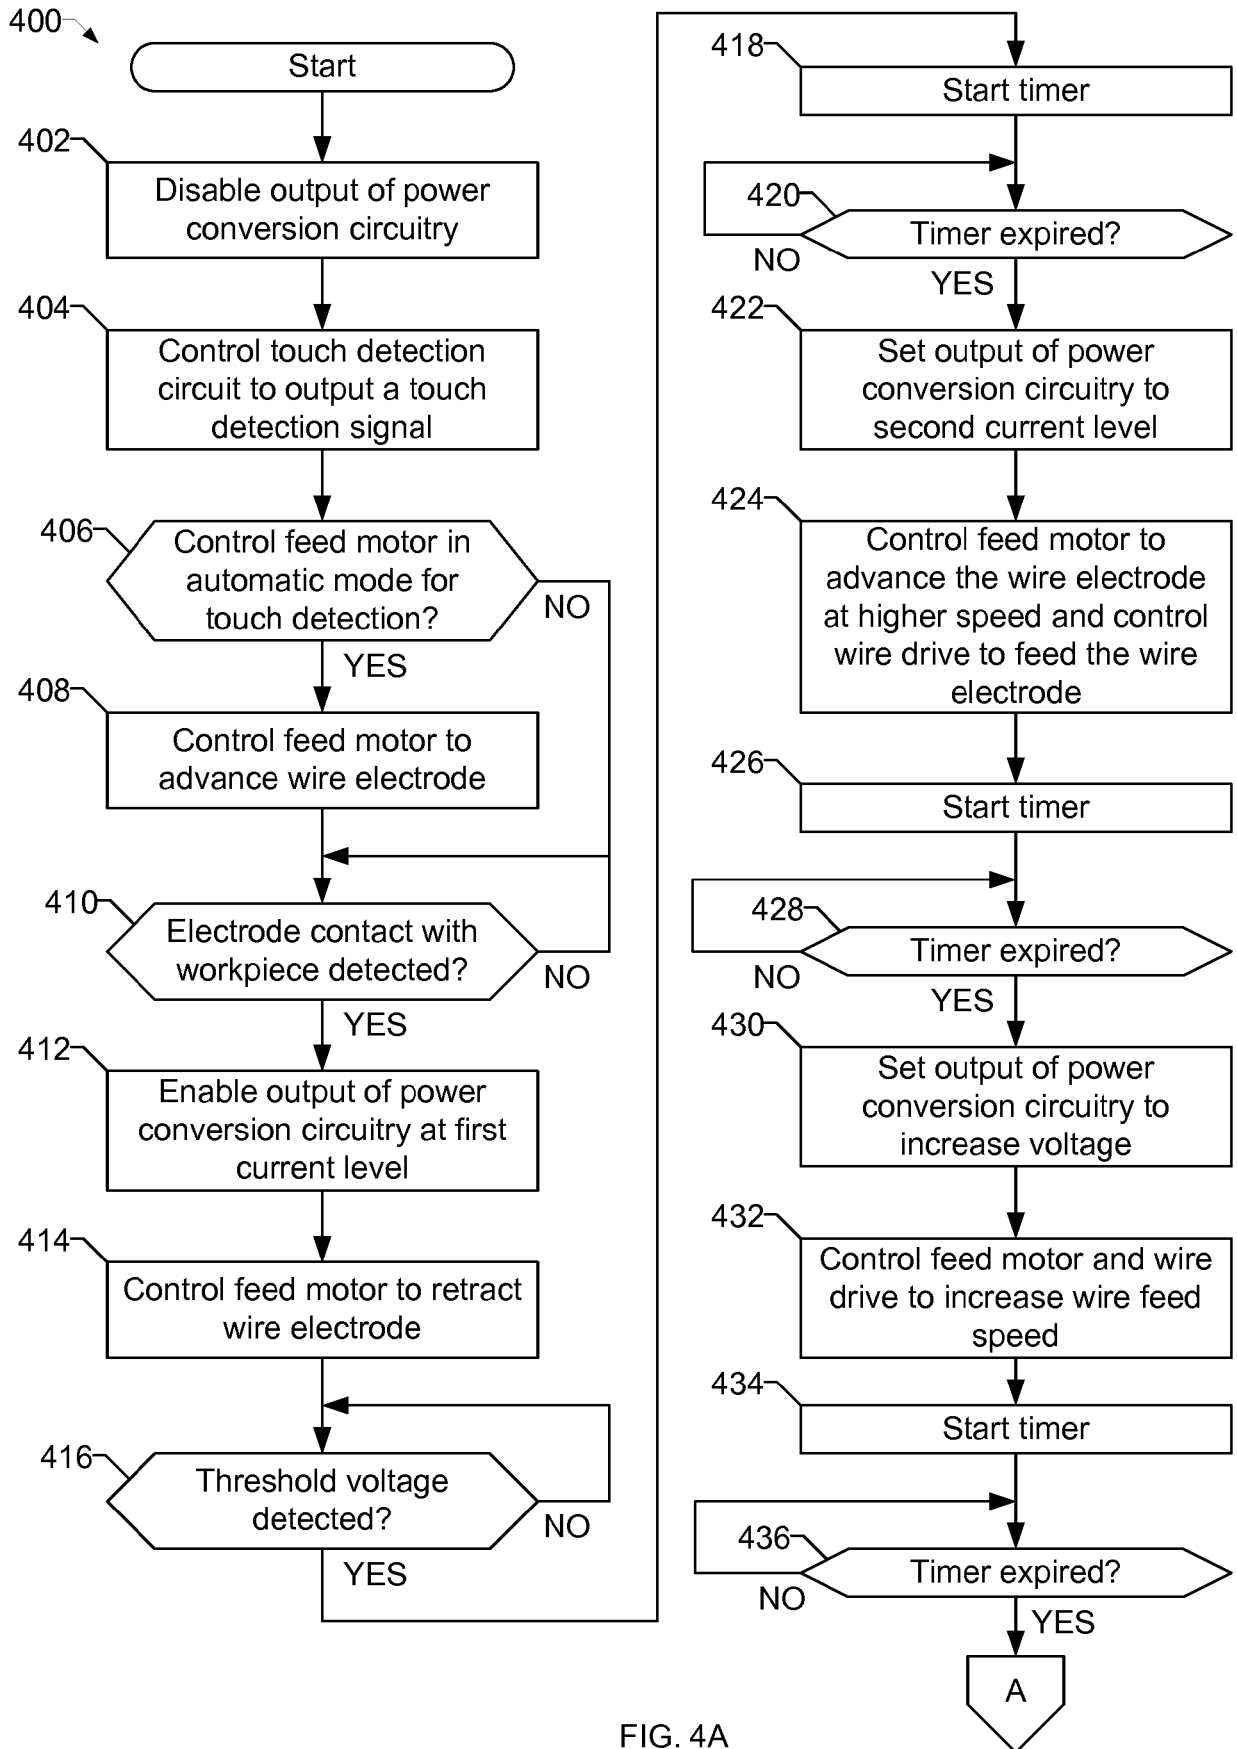 400
Start
402
Disable output of power
conversion circuitry
404
Control touch detection
circuit to output a touch
detection signal
406
Control feed motor in
automatic mode for
touch detection?
NO
YES
408
Control feed motor to
advance wire electrode
410
Electrode contact with
workpiece detected?
NO
YES
412
Enable output of power
conversion circuitry at first
current level
414
Control feed motor to retract
wire electrode
416
Threshold voltage
detected?
NO
YES
418
Start timer
420
Timer expired?
NO
YES
422
Set output of power
conversion circuitry to
second current level
424
Control feed motor to
advance the wire electrode
at higher speed and control
wire drive to feed the wire
electrode
426
Start timer
428
Timer expired?
NO
YES
430
Set output of power
conversion circuitry to
increase voltage
432
Control feed motor and wire
drive to increase wire feed
speed
434
Start timer
436
Timer expired?
NO
YES
A
FIG. 4A